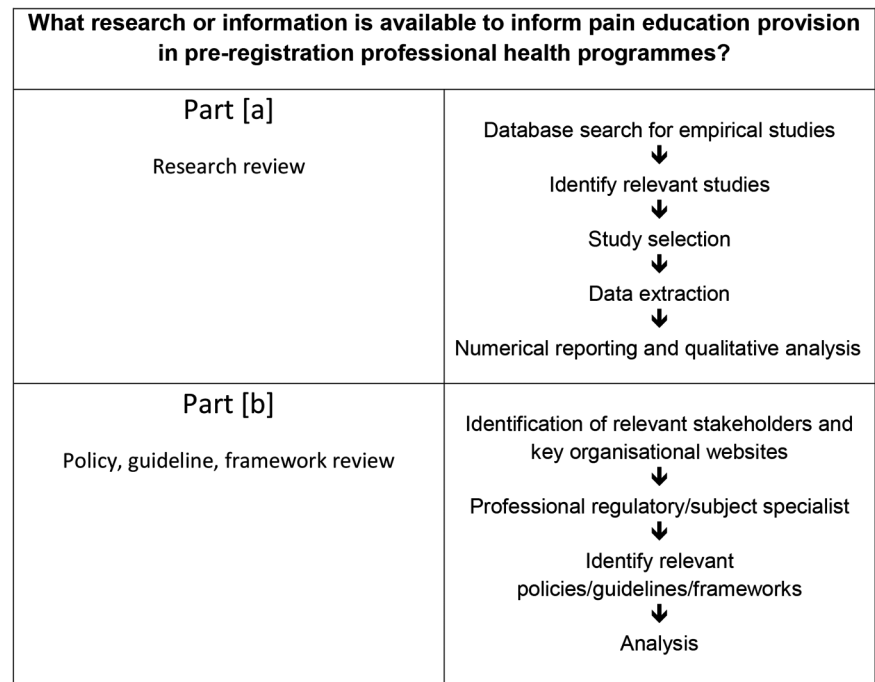 What research or information is available to inform pain education provision
in pre-registration professional health programmes?
Part [a]
Research review
Database search for empirical studies
Identify relevant studies
Study selection
Data extraction
Numerical reporting and qualitative analysis
Part [b]
Policy, guideline, framework review
Identification of relevant stakeholders and
key organisational websites
Professional regulatory/subject specialist
Identify relevant
policies/guidelines/frameworks
Analysis